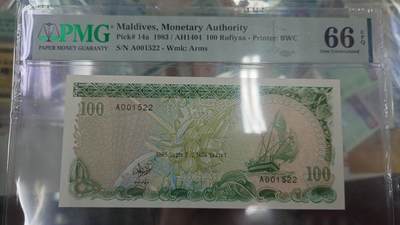 PMG
PAPER MONEY GUARANTY
Maldives, Monetary Authority
Pick# 14a 1983 / AH1404 100 Rufiyaa - Printer: BWC
S/N A001522 - Wmk: Arms
66 EPQ
Gem Uncirculated
100
A001522
A001522
100